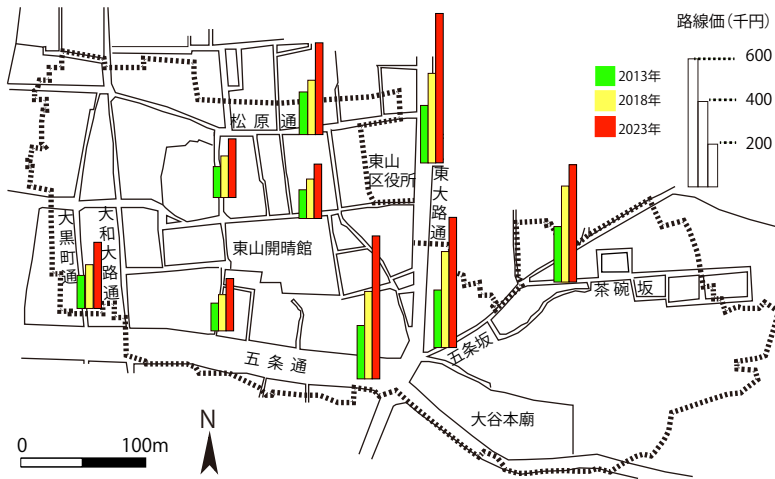 路線価（千円）
600
400
200
2013年
2018年
2023年
松原通
東山
区役所
東大路通
大黒町通
大和大路通
東山開晴館
茶碗坂
五条坂
五条通
大谷本廟
N
0 100m